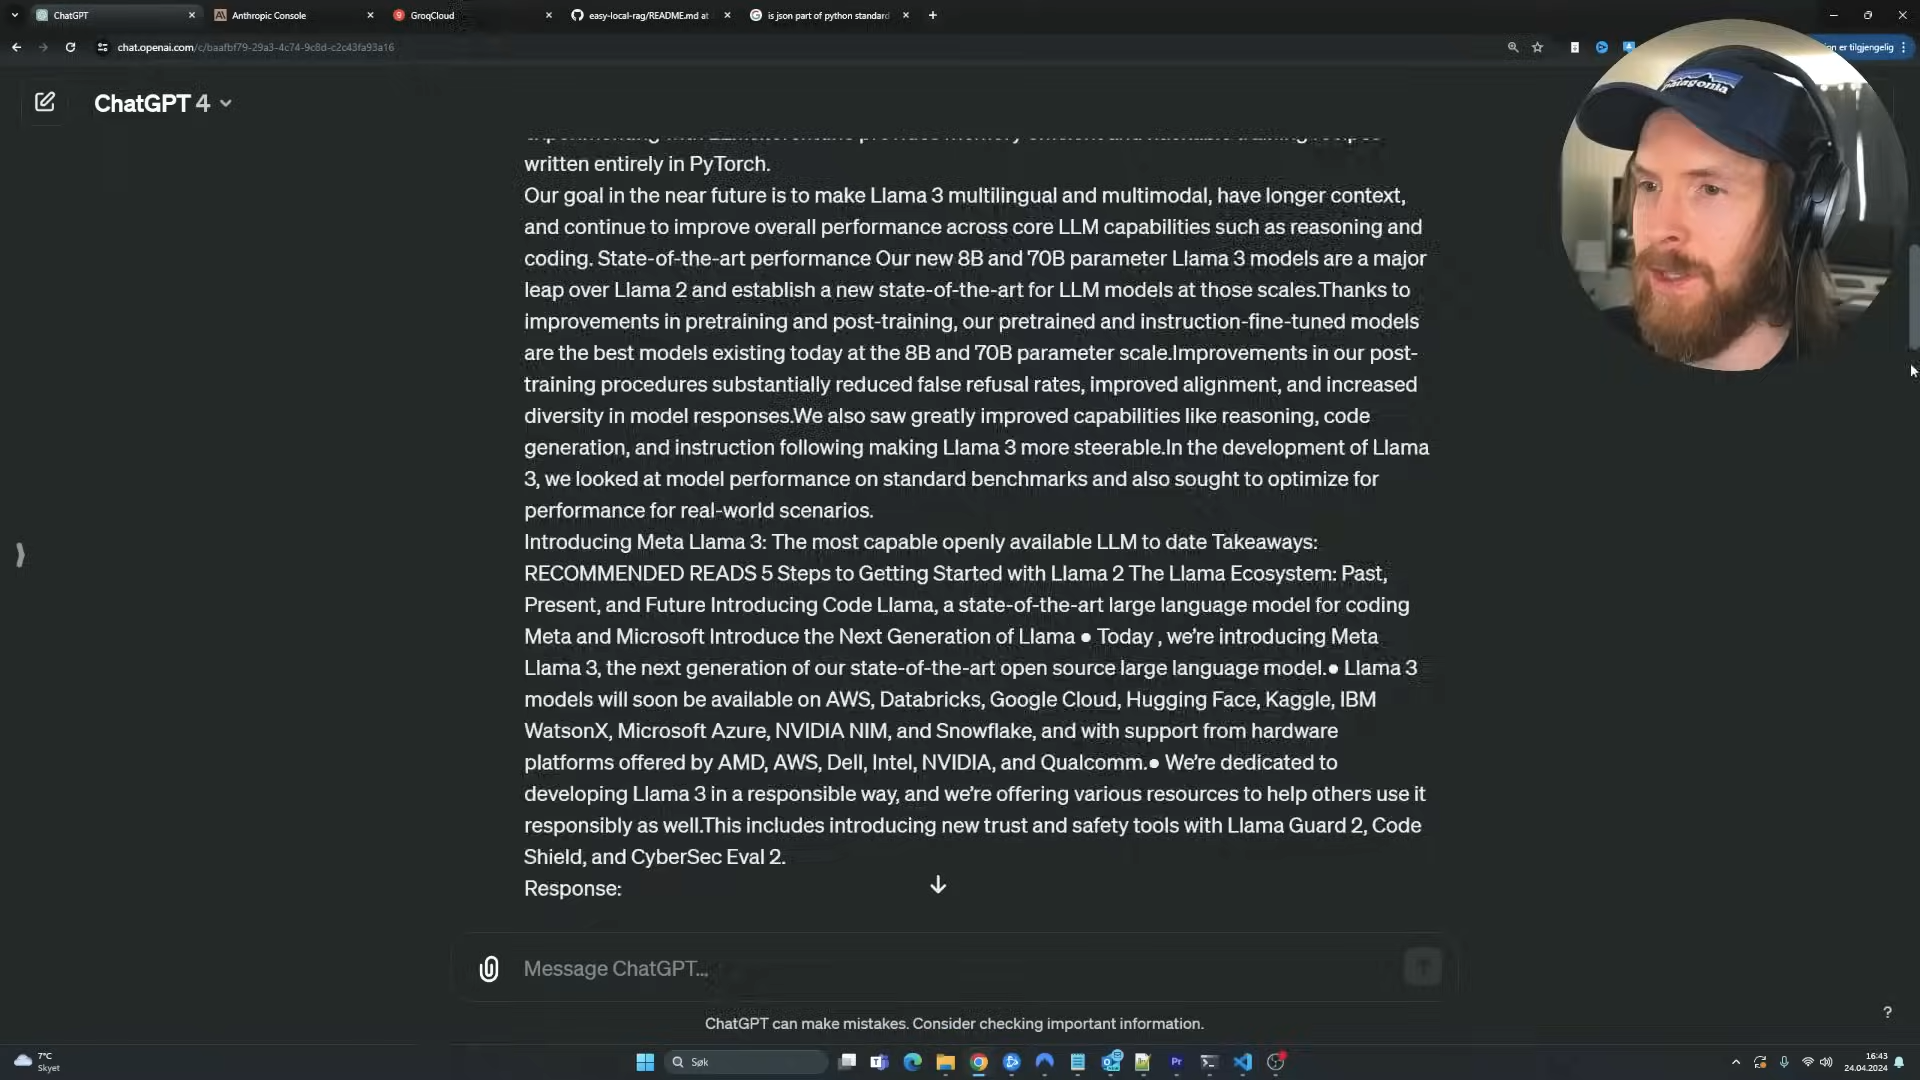 ChatGPT
Anthropic Console
GroqCloud
easy-local-rag/README.md at
is json part of python standard
chat.openai.com/c/baafbf79-29a3-4c74-9c8d-c2c43fa93a16
er tilgjengelig
patagonia
ChatGPT 4
written entirely in PyTorch.
Our goal in the near future is to make Llama 3 multilingual and multimodal, have longer context,
and continue to improve overall performance across core LLM capabilities such as reasoning and
coding. State-of-the-art performance Our new 8B and 70B parameter Llama 3 models are a major
leap over Llama 2 and establish a new state-of-the-art for LLM models at those scales.Thanks to
improvements in pretraining and post-training, our pretrained and instruction-fine-tuned models
are the best models existing today at the 8B and 70B parameter scale.Improvements in our post-
training procedures substantially reduced false refusal rates, improved alignment, and increased
diversity in model responses.We also saw greatly improved capabilities like reasoning, code
generation, and instruction following making Llama 3 more steerable.In the development of Llama
3, we looked at model performance on standard benchmarks and also sought to optimize for
performance for real-world scenarios.
Introducing Meta Llama 3: The most capable openly available LLM to date Takeaways:
RECOMMENDED READS 5 Steps to Getting Started with Llama 2 The Llama Ecosystem: Past,
Present, and Future Introducing Code Llama, a state-of-the-art large language model for coding
Meta and Microsoft Introduce the Next Generation of Llama ● Today , we’re introducing Meta
Llama 3, the next generation of our state-of-the-art open source large language model.● Llama 3
models will soon be available on AWS, Databricks, Google Cloud, Hugging Face, Kaggle, IBM
WatsonX, Microsoft Azure, NVIDIA NIM, and Snowflake, and with support from hardware
platforms offered by AMD, AWS, Dell, Intel, NVIDIA, and Qualcomm.● We’re dedicated to
developing Llama 3 in a responsible way, and we’re offering various resources to help others use it
responsibly as well.This includes introducing new trust and safety tools with Llama Guard 2, Code
Shield, and CyberSec Eval 2.
Response:
Message ChatGPT...
ChatGPT can make mistakes. Consider checking important information.
?
7°C
Skyet
Søk
16:43
24.04.2024